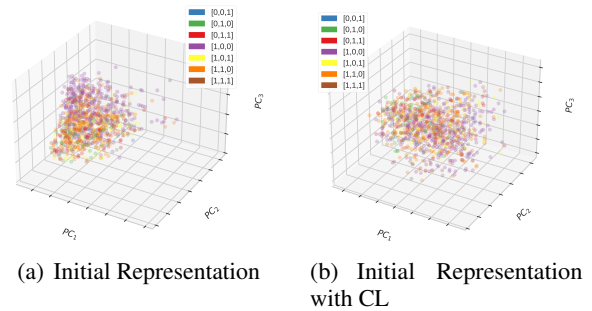 [0,0,1]
[0,1,0]
[0,1,1]
[1,0,0]
[1,0,1]
[1,1,0]
[1,1,1]
PC1
PC2
PC3
[0,0,1]
[0,1,0]
[0,1,1]
[1,0,0]
[1,0,1]
[1,1,0]
[1,1,1]
PC1
PC2
PC3
(a) Initial Representation
(b) Initial Representation
with CL